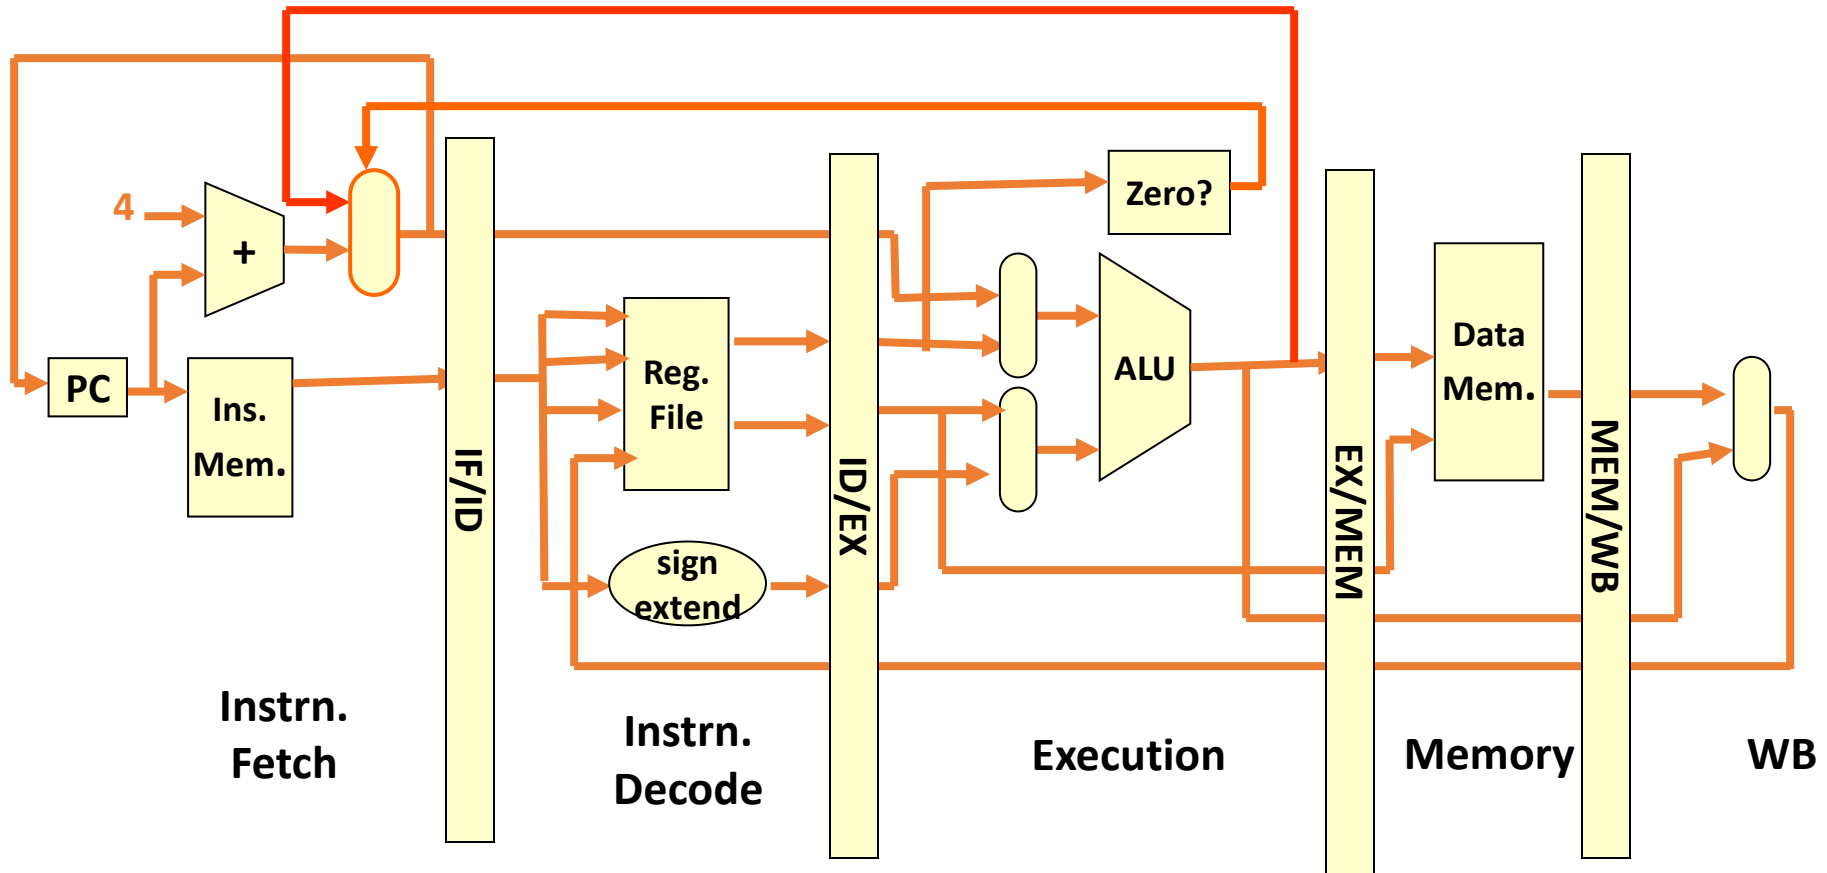 4
+
Zero?
PC
Ins.
Mem.
IF/ID
Reg.
File
sign
extend
ID/EX
ALU
EX/MEM
Data
Mem.
MEM/WB
Instrn.
Fetch
Instrn.
Decode
Execution
Memory
WB